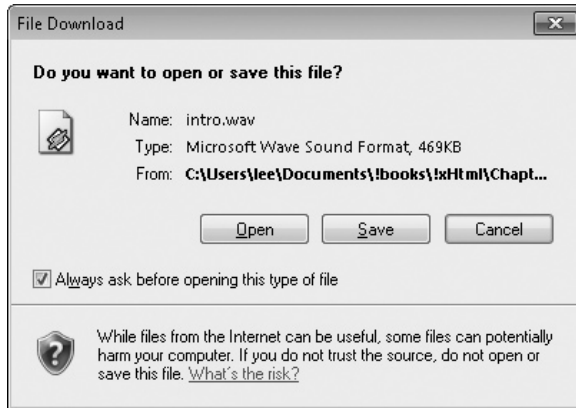 File Download
Do you want to open or save this file?
Name: intro.wav
Type: Microsoft Wave Sound Format, 469KB
From: C:\Users\lee\Documents\!books\!xHtml\Chapt...
Open Save Cancel
Always ask before opening this type of file
While files from the Internet can be useful, some files can potentially
harm your computer. If you do not trust the source, do not open or
save this file. What's the risk?